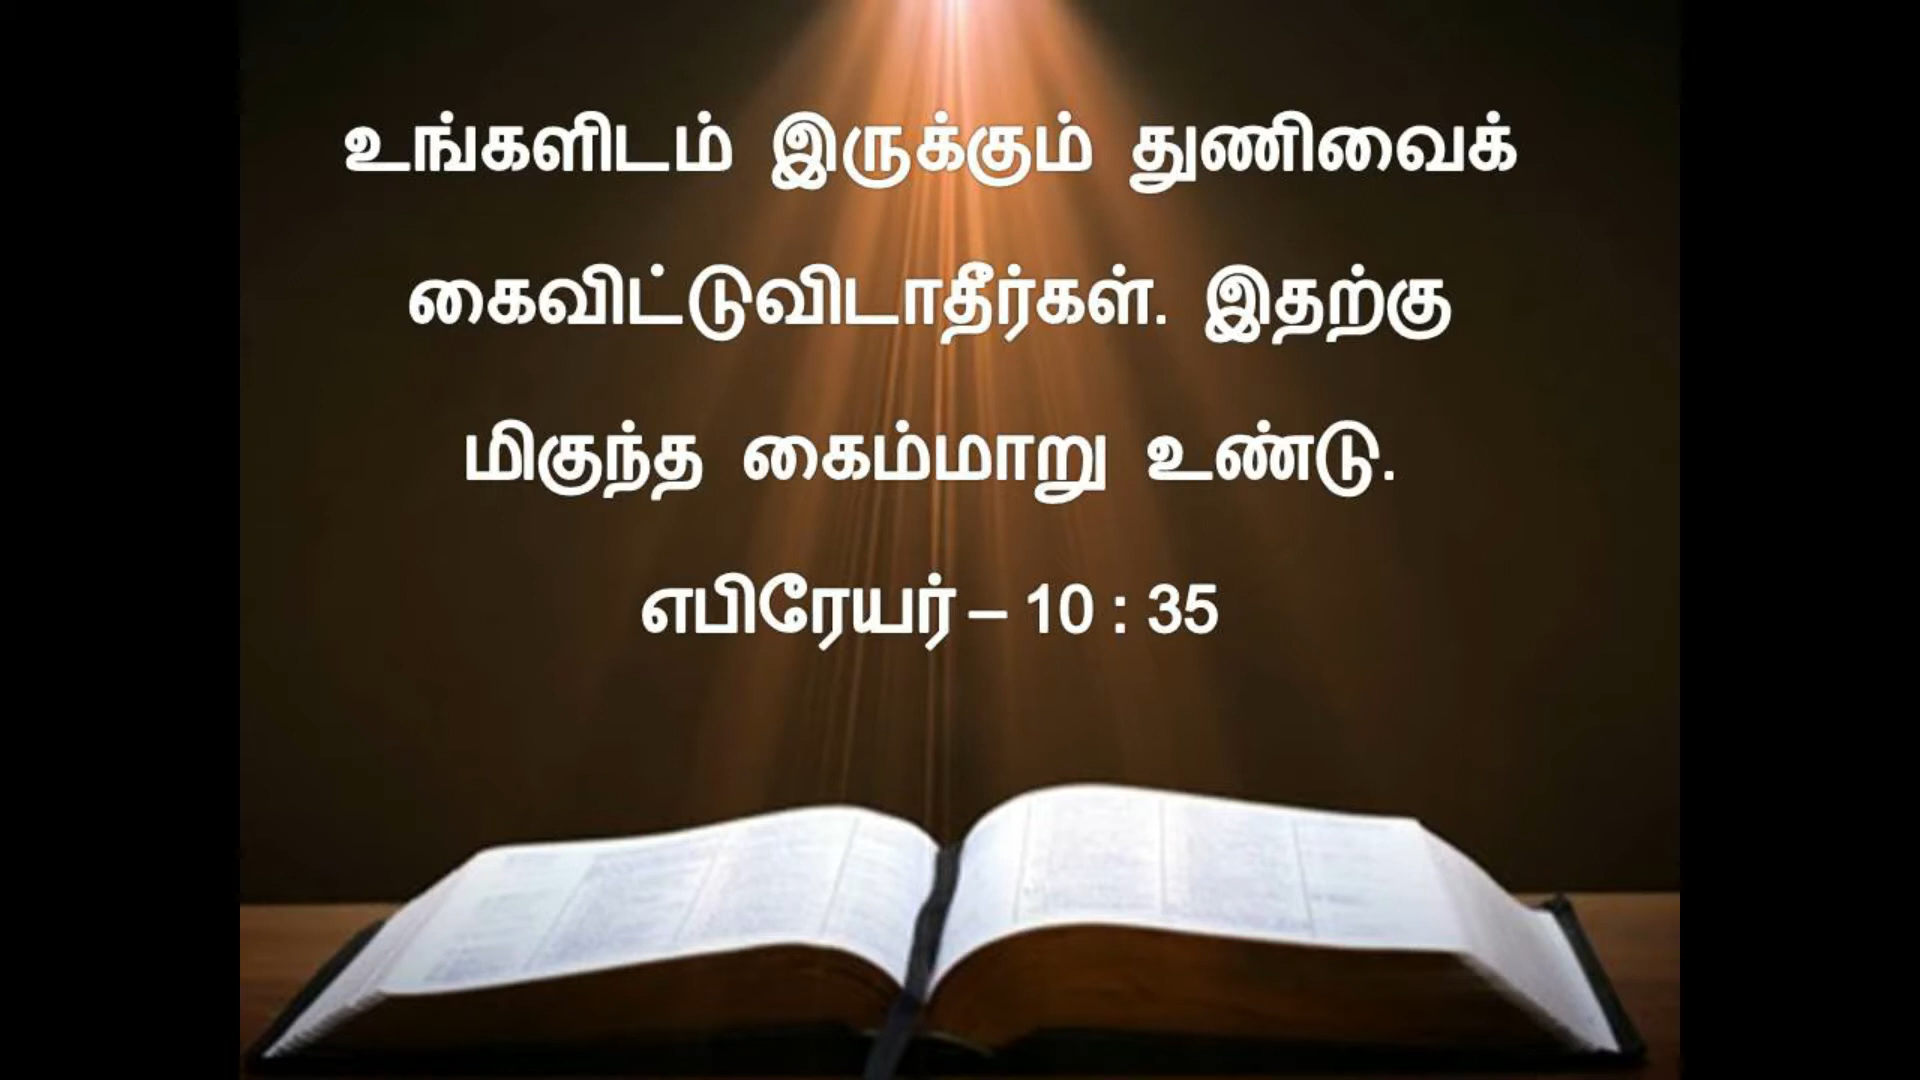 உங்களிடம் இருக்கும் துணிவைக்
கைவிட்டுவிடாதீர்கள். இதற்கு
மிகுந்த கைம்மாறு உண்டு.
எபிரேயர் – 10 : 35